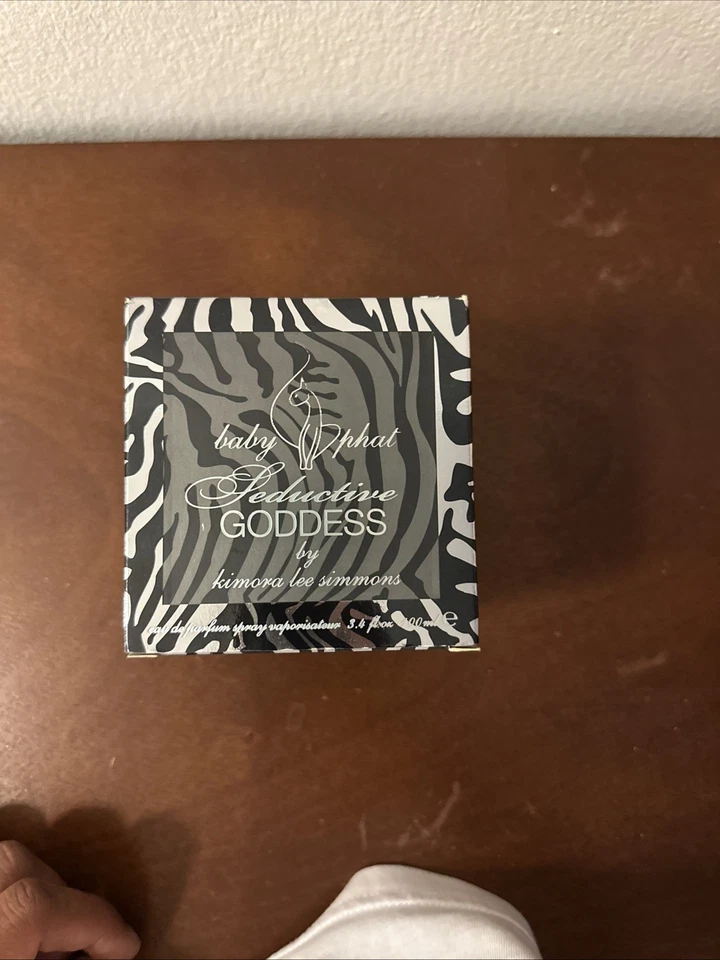 baby phat
Seductive
GODDESS
by
kimora lee simmons
eau de parfum spray vaporisateur 3.4 fl oz 100ml e